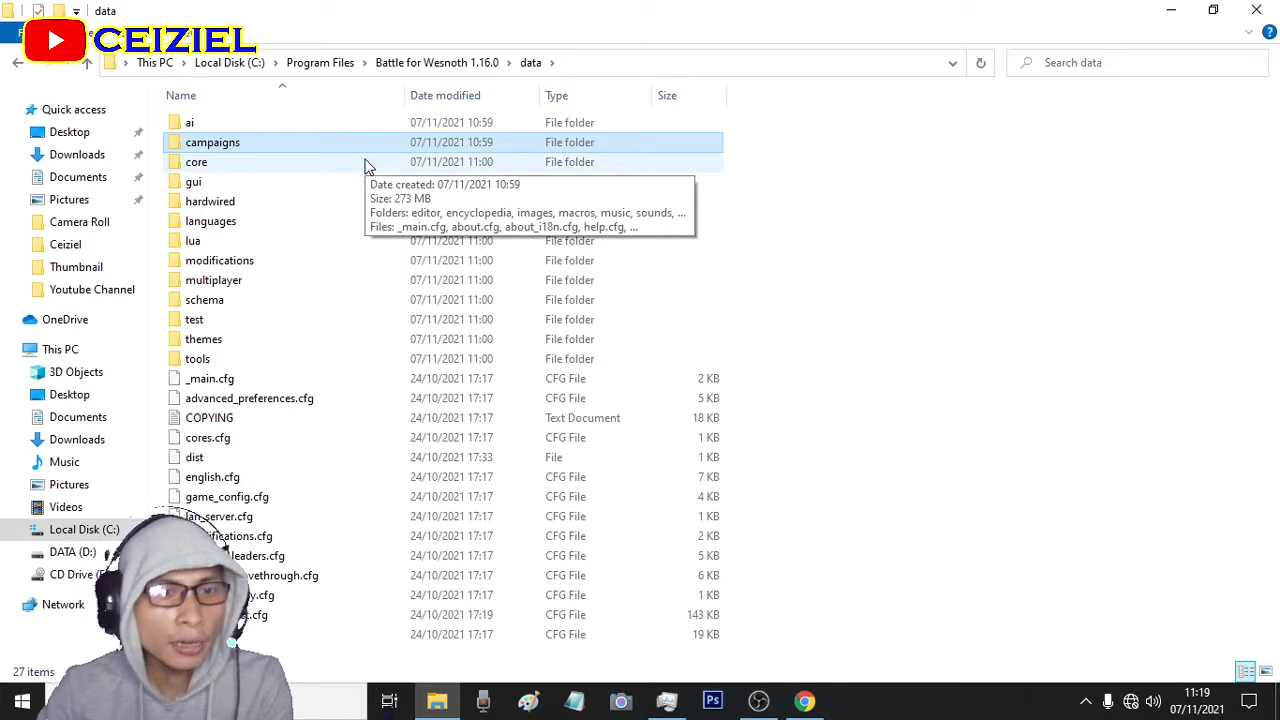 data
CEIZIEL
This PC
Local Disk (C:)
Program Files
Battle for Wesnoth 1.16.0
data
Search data
Name
Date modified
Type
Size
ai 07/11/2021 10:59 File folder
campaigns 07/11/2021 10:59 File folder
core 07/11/2021 11:00 File folder
gui File folder
hardwired
languages
lua 07/11/2021 11:00 File folder
modifications 07/11/2021 11:00 File folder
multiplayer 07/11/2021 11:00 File folder
schema 07/11/2021 11:00 File folder
test 07/11/2021 11:00 File folder
themes 07/11/2021 11:00 File folder
tools 07/11/2021 11:00 File folder
_main.cfg 24/10/2021 17:17 CFG File 2 KB
advanced_preferences.cfg 24/10/2021 17:17 CFG File 5 KB
COPYING 24/10/2021 17:17 Text Document 18 KB
cores.cfg 24/10/2021 17:17 CFG File 1 KB
dist 24/10/2021 17:33 File 1 KB
english.cfg 24/10/2021 17:17 CFG File 7 KB
game_config.cfg 24/10/2021 17:17 CFG File 4 KB
lan_server.cfg 24/10/2021 17:17 CFG File 1 KB
24/10/2021 17:17 CFG File 2 KB
24/10/2021 17:17 CFG File 5 KB
24/10/2021 17:17 CFG File 6 KB
24/10/2021 17:17 CFG File 1 KB
24/10/2021 17:19 CFG File 143 KB
24/10/2021 17:17 CFG File 19 KB
Date created: 07/11/2021 10:59
Size: 273 MB
Folders: editor, encyclopedia, images, macros, music, sounds, ...
Files: _main.cfg, about.cfg, about_i18n.cfg, help.cfg, ...
Quick access
Desktop
Downloads
Documents
Pictures
Camera Roll
Ceiziel
Thumbnail
Youtube Channel
OneDrive
This PC
3D Objects
Desktop
Documents
Downloads
Music
Pictures
Videos
Local Disk (C:)
DATA (D:)
CD Drive
Network
27 items
Ps
11:19
07/11/2021